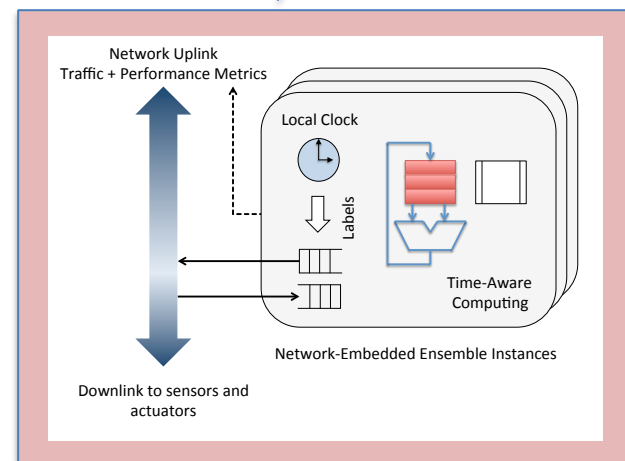 Network Uplink
Traffic + Performance Metrics
Local Clock
Labels
Time-Aware
Computing
Network-Embedded Ensemble Instances
Downlink to sensors and
actuators